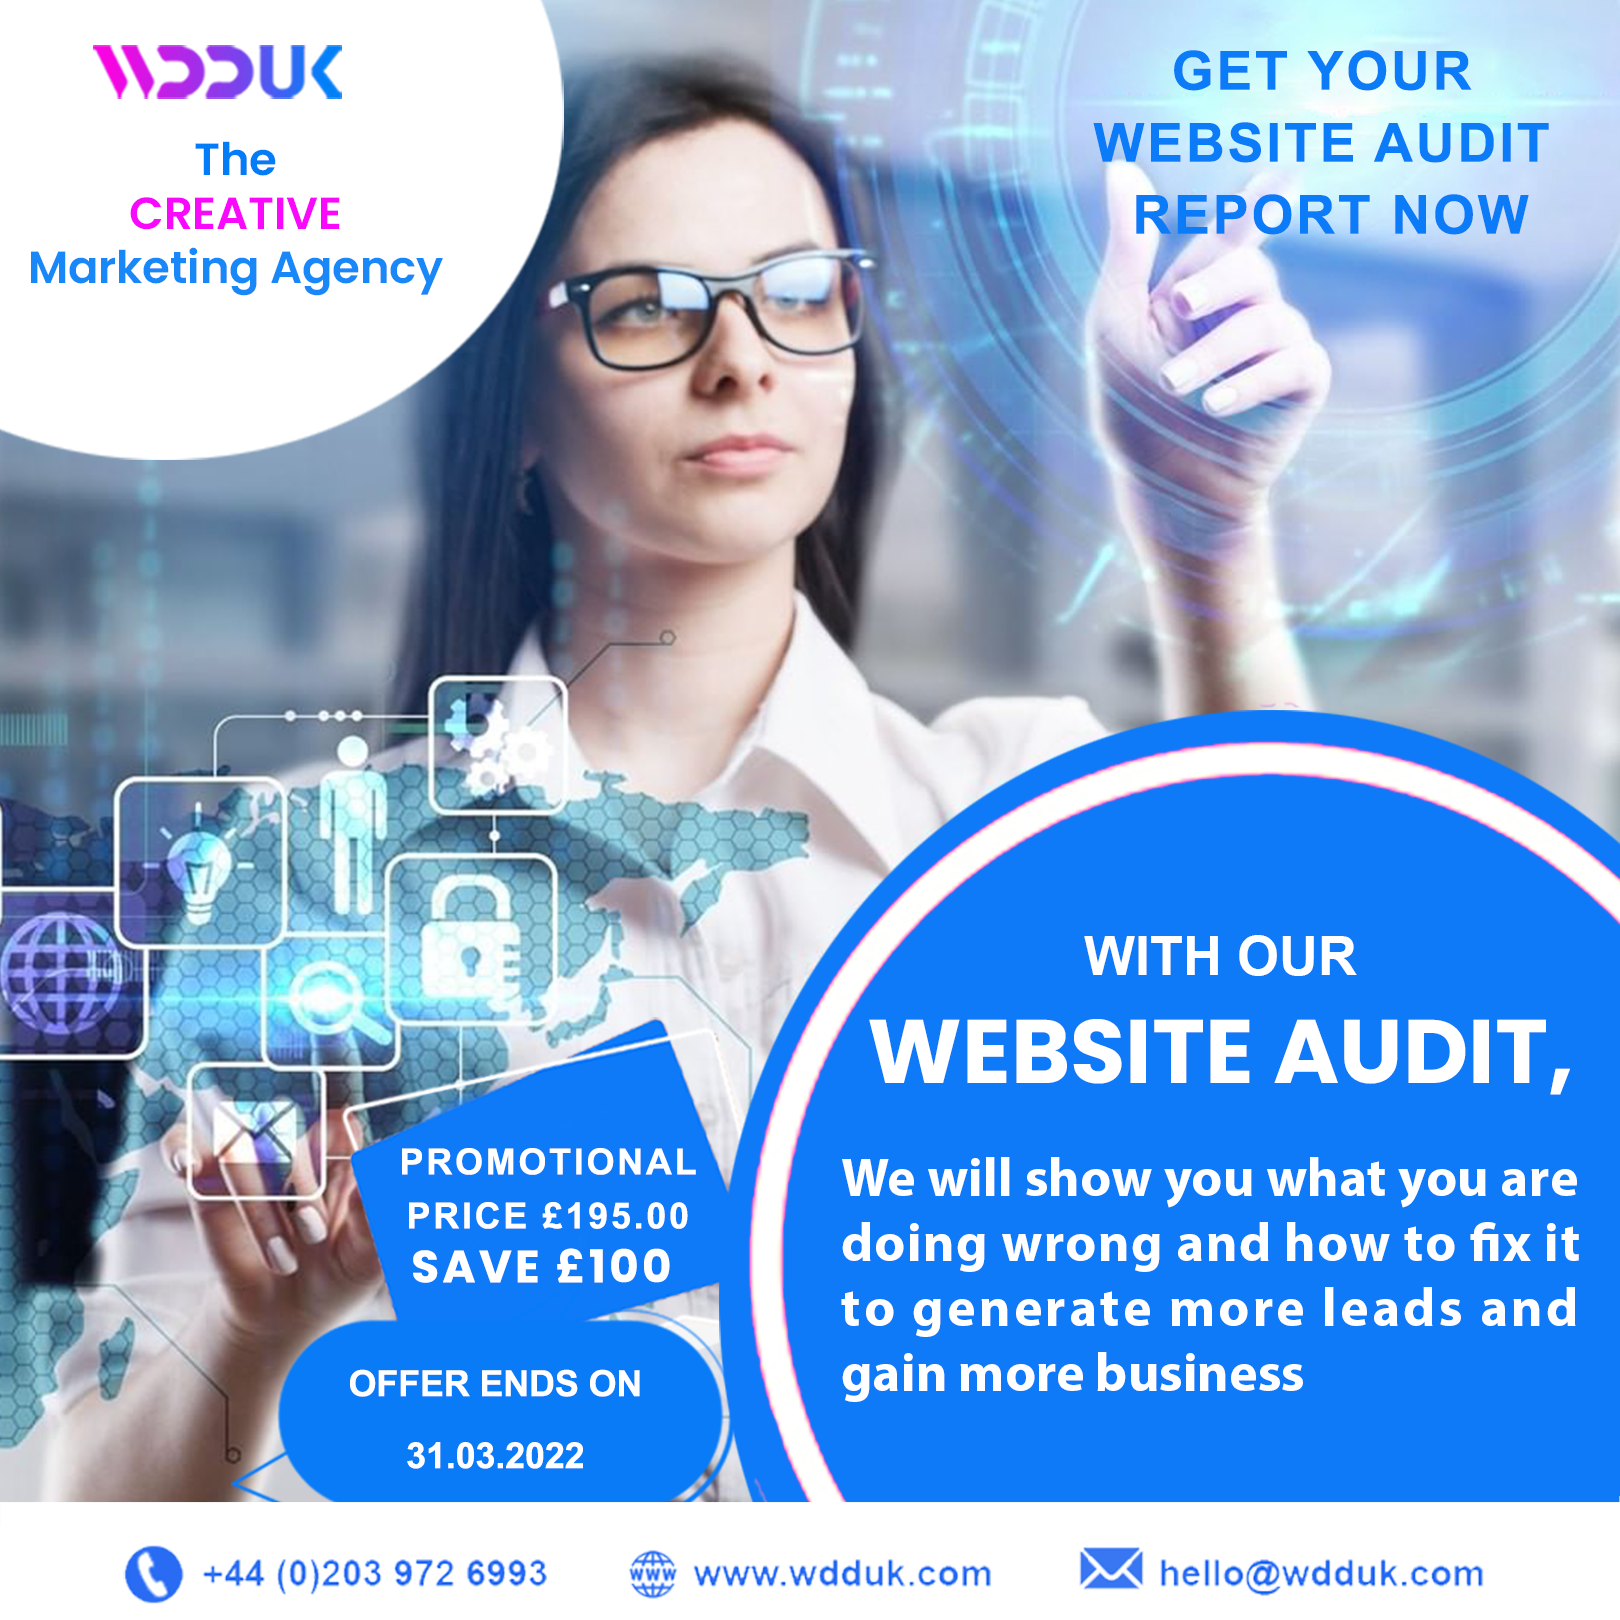 WDDUK
The
CREATIVE
Marketing Agency
GET YOUR
WEBSITE AUDIT
REPORT NOW
WITH OUR
WEBSITE AUDIT,
We will show you what you are
doing wrong and how to fix it
to generate more leads and
gain more business
PROMOTIONAL
PRICE £195.00
SAVE £100
OFFER ENDS ON
31.03.2022
+44 (0)203 972 6993
www
www.wdduk.com
hello@wdduk.com